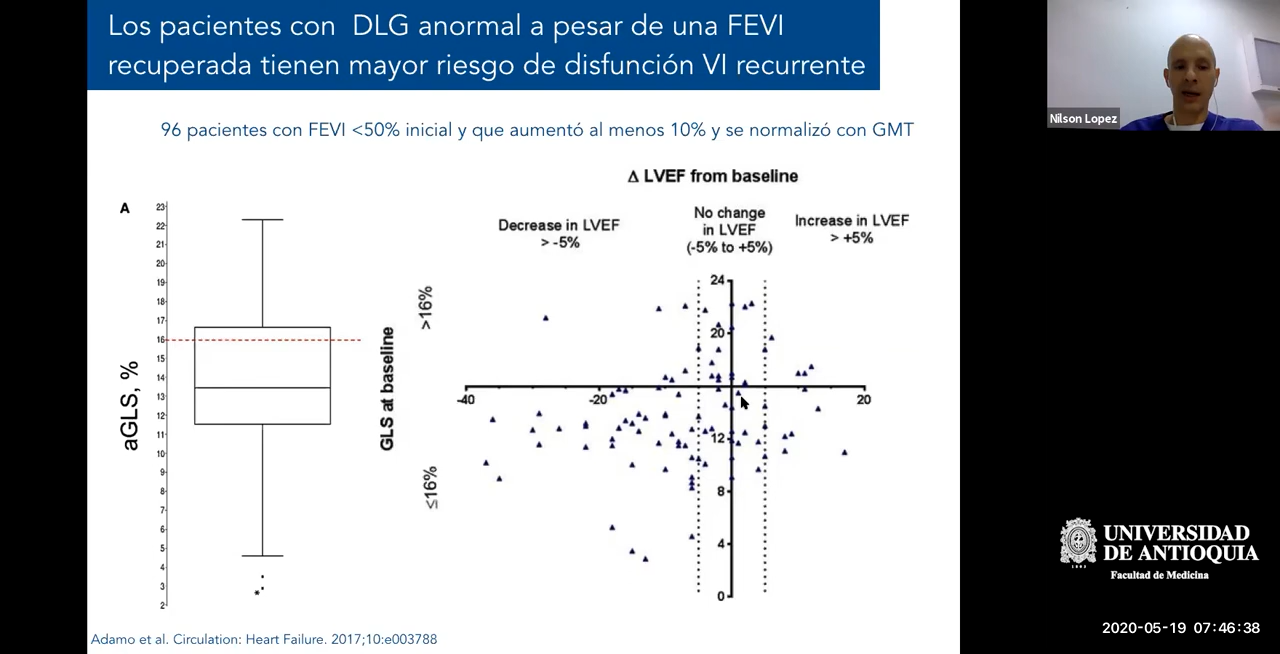 Los pacientes con DLG anormal a pesar de una FEVI
recuperada tienen mayor riesgo de disfunción VI recurrente
Nilson Lopez
96 pacientes con FEVI <50% inicial y que aumentó al menos 10% y se normalizó con GMT
A
aGLS, %
23
22
21
20
19
18
17
16
15
14
13
12
11
10
9
8
7
6
5
4
3
2
Δ LVEF from baseline
Decrease in LVEF
> -5%
No change
in LVEF
(-5% to +5%)
Increase in LVEF
> +5%
GLS at baseline
>16%
≤16%
24
20
-40
-20
20
12
8
4
0
UNIVERSIDAD
DE ANTIOQUIA
1803
Facultad de Medicina
2020-05-19 07:46:38
Adamo et al. Circulation: Heart Failure. 2017;10:e003788